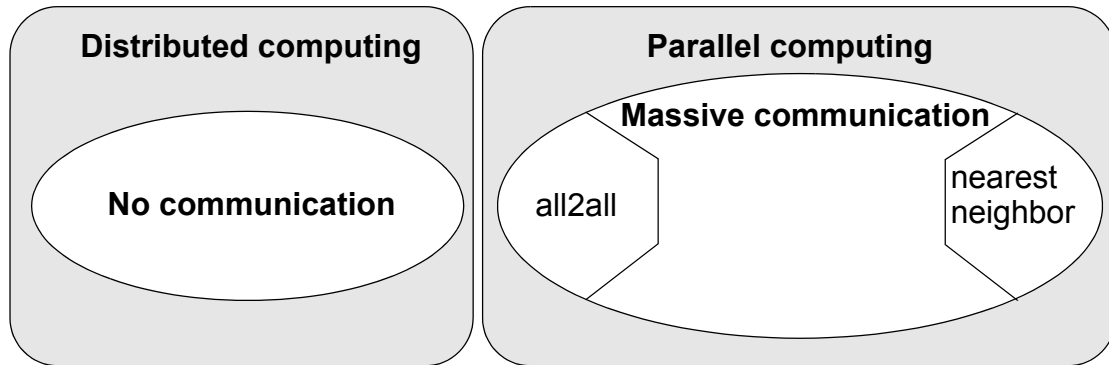 Distributed computing
No communication
Parallel computing
Massive communication
all2all
nearest
neighbor